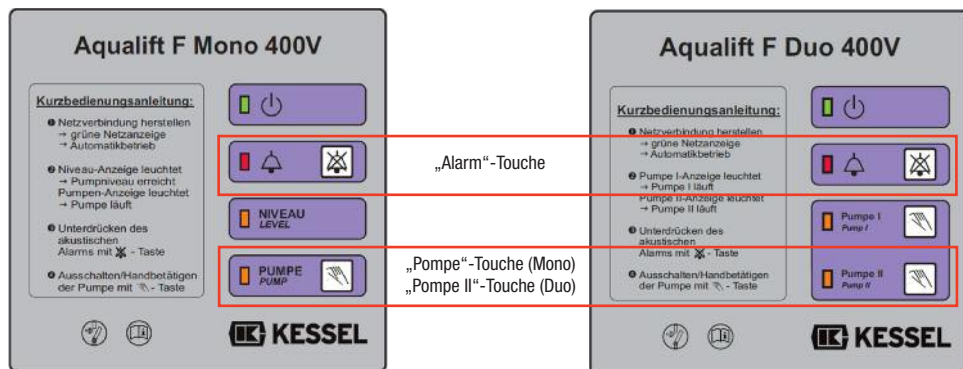 Aqualift F Mono 400V
Kurzbedienungsanleitung:
❶ Netzverbindung herstellen
→ grüne Netzanzeige
→ Automatikbetrieb
❷ Niveau-Anzeige leuchtet
→ Pumpniveau erreicht
Pumpen-Anzeige leuchtet
→ Pumpe läuft
❸ Unterdrücken des
akustischen
Alarms mit - Taste
❹ Ausschalten/Handbetätigen
der Pumpe mit - Taste
NIVEAU
LEVEL
PUMPE
PUMP
KESSEL
„Alarm“-Touche
„Pompe“-Touche (Mono)
„Pompe II“-Touche (Duo)
Aqualift F Duo 400V
Kurzbedienungsanleitung:
❶ Netzverbindung herstellen
→ grüne Netzanzeige
→ Automatikbetrieb
❷ Pumpe I-Anzeige leuchtet
→ Pumpe I läuft
Pumpe II-Anzeige leuchtet
→ Pumpe II läuft
❸ Unterdrücken des
akustischen
Alarms mit - Taste
❹ Ausschalten/Handbetätigen
der Pumpe mit - Taste
Pumpe I
Pump I
Pumpe II
Pump II
KESSEL